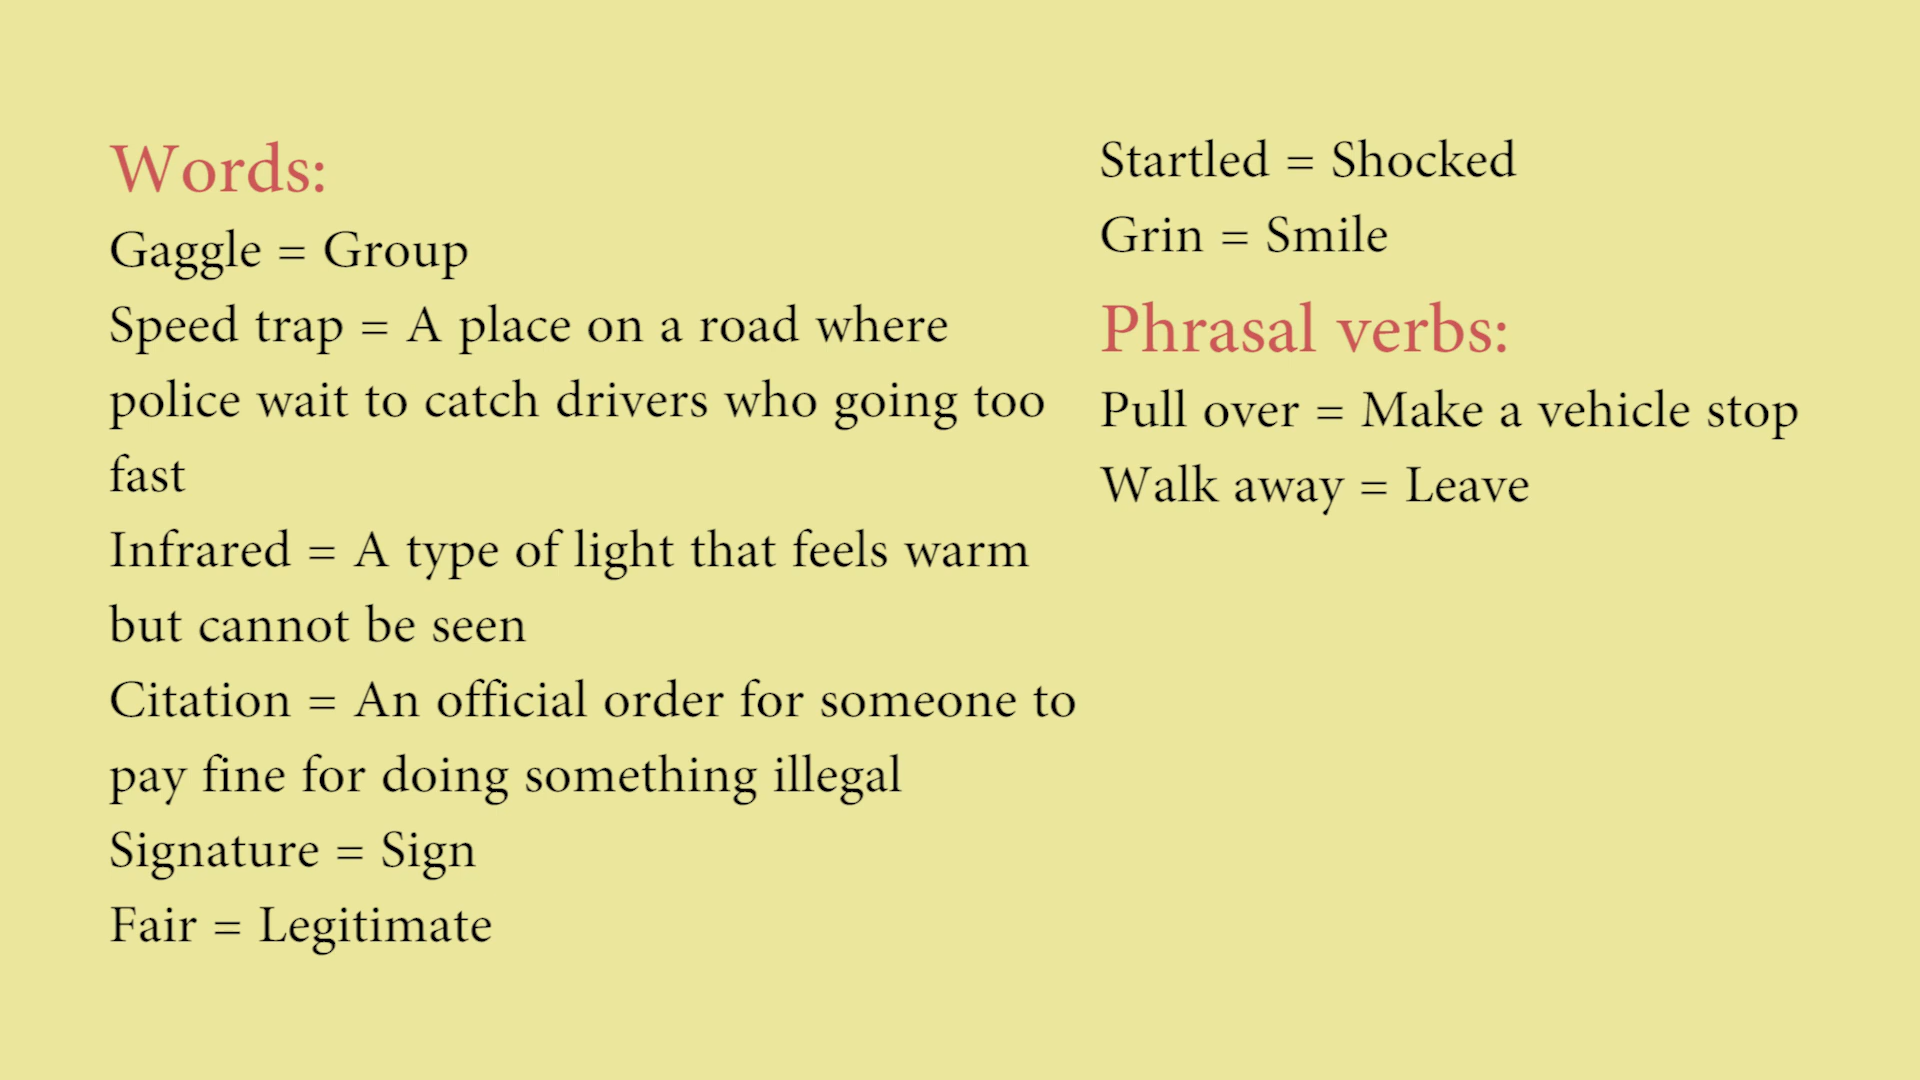 Words:
Gaggle = Group
Speed trap = A place on a road where
police wait to catch drivers who going too
fast
Infrared = A type of light that feels warm
but cannot be seen
Citation = An official order for someone to
pay fine for doing something illegal
Signature = Sign
Fair = Legitimate
Startled = Shocked
Grin = Smile
Phrasal verbs:
Pull over = Make a vehicle stop
Walk away = Leave